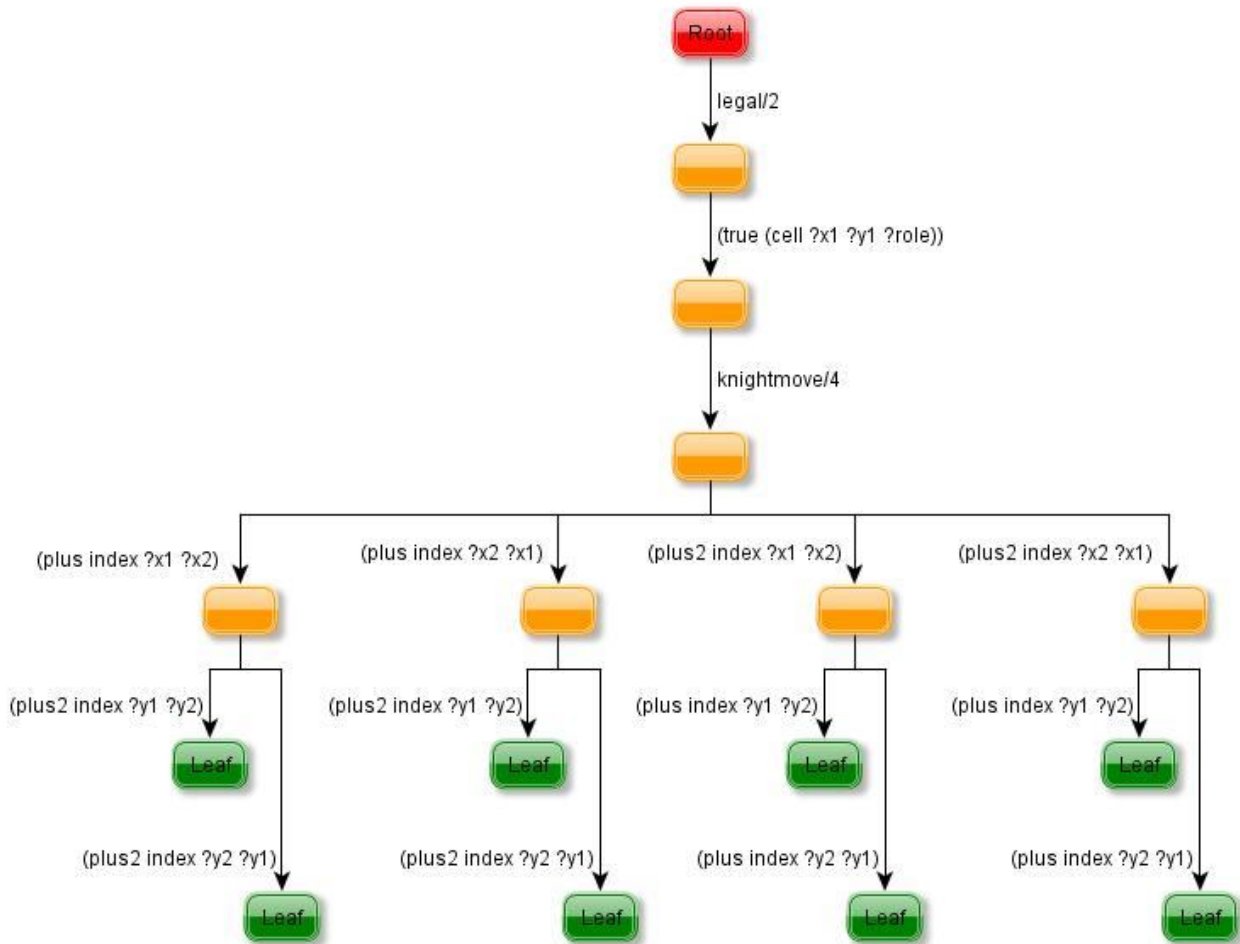 Root
legal/2
(true (cell ?x1 ?y1 ?role))
knightmove/4
(plus index ?x1 ?x2)
(plus index ?x2 ?x1)
(plus2 index ?x1 ?x2)
(plus2 index ?x2 ?x1)
(plus2 index ?y1 ?y2)
(plus2 index ?y1 ?y2)
(plus index ?y1 ?y2)
(plus index ?y1 ?y2)
Leaf
Leaf
Leaf
Leaf
(plus2 index ?y2 ?y1)
(plus2 index ?y2 ?y1)
(plus index ?y2 ?y1)
(plus index ?y2 ?y1)
Leaf
Leaf
Leaf
Leaf